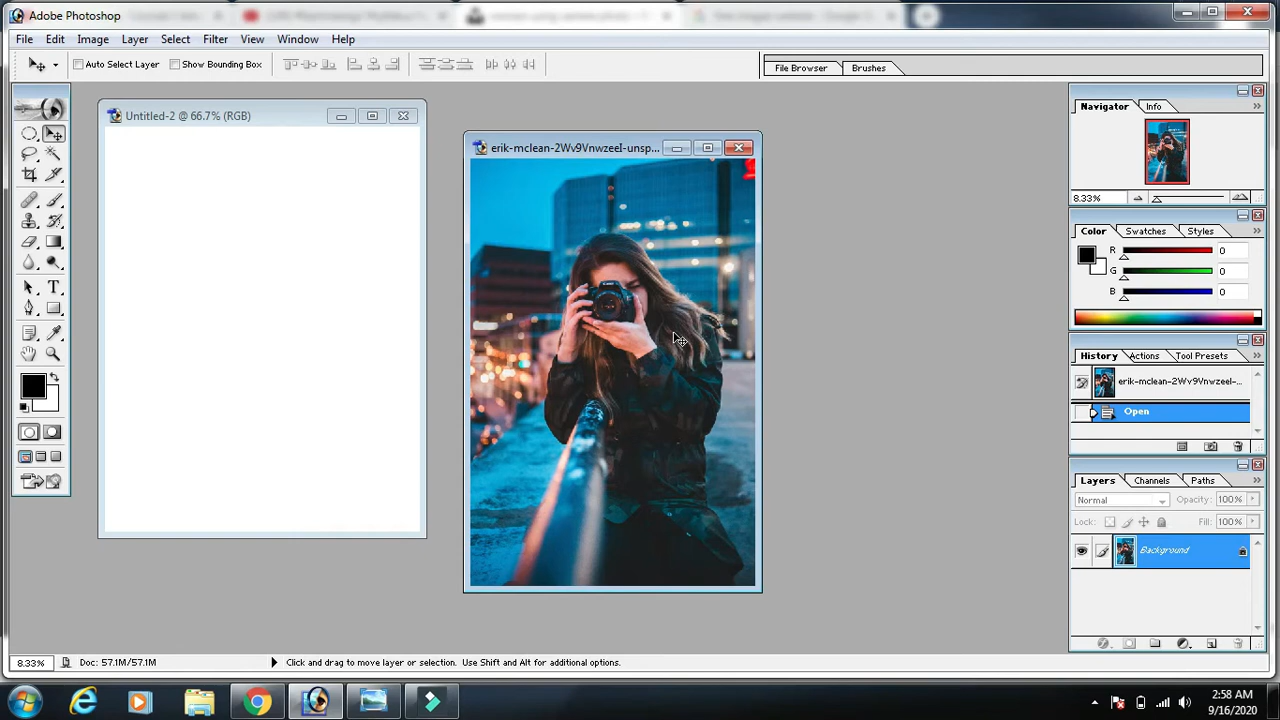 Adobe Photoshop
File Edit Image Layer Select Filter View Window Help
Auto Select Layer Show Bounding Box
File Browser Brushes
Untitled-2 @ 66.7% (RGB)
erik-mclean-2Wv9VnwzeeI-unsp...
Navigator Info
8.33%
Color Swatches Styles
R 0
G 0
B 0
History Actions Tool Presets
erik-mclean-2Wv9VnwzeeI-...
Open
Layers Channels Paths
Normal Opacity: 100%
Lock: Fill: 100%
Background
8.33% Doc: 57.1M/57.1M Click and drag to move layer or selection. Use Shift and Alt for additional options.
2:58 AM
9/16/2020